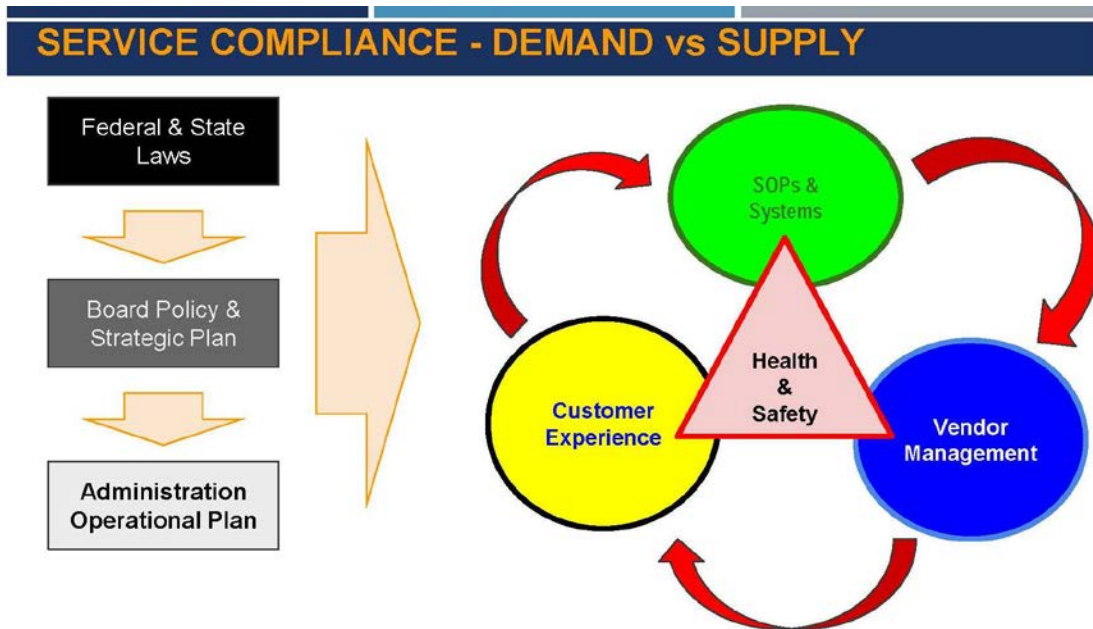 SERVICE COMPLIANCE - DEMAND vs SUPPLY
Federal & State
Laws
Board Policy &
Strategic Plan
Administration
Operational Plan
SOPs &
Systems
Health
&
Safety
Customer
Experience
Vendor
Management